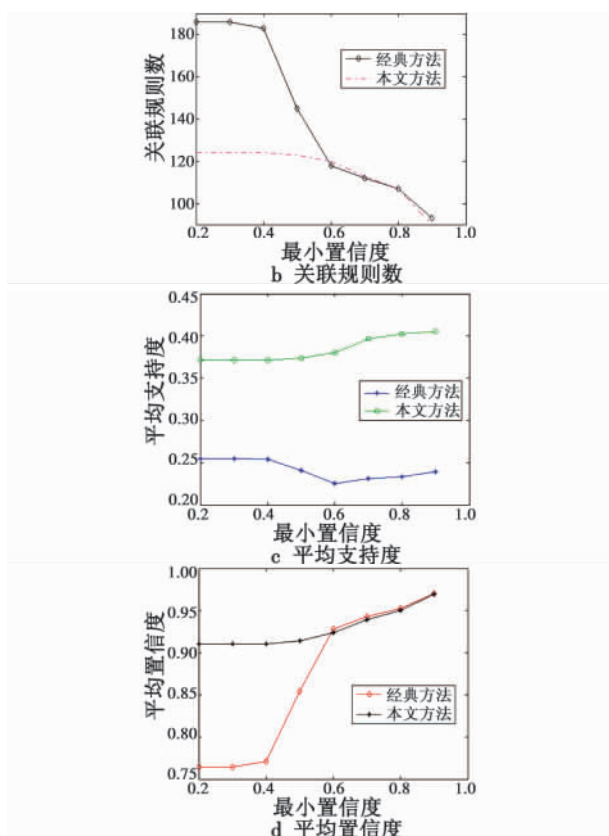 180
160
140
120
100
关联规则数
经典方法
本文方法
0.2 0.4 0.6 0.8 1.0
最小置信度
b 关联规则数
0.45
0.40
0.35
0.30
0.25
0.20
平均支持度
经典方法
本文方法
0.2 0.4 0.6 0.8 1.0
最小置信度
c 平均支持度
1.00
0.95
0.90
0.85
0.80
0.75
平均置信度
经典方法
本文方法
0.2 0.4 0.6 0.8 1.0
最小置信度
d 平均置信度